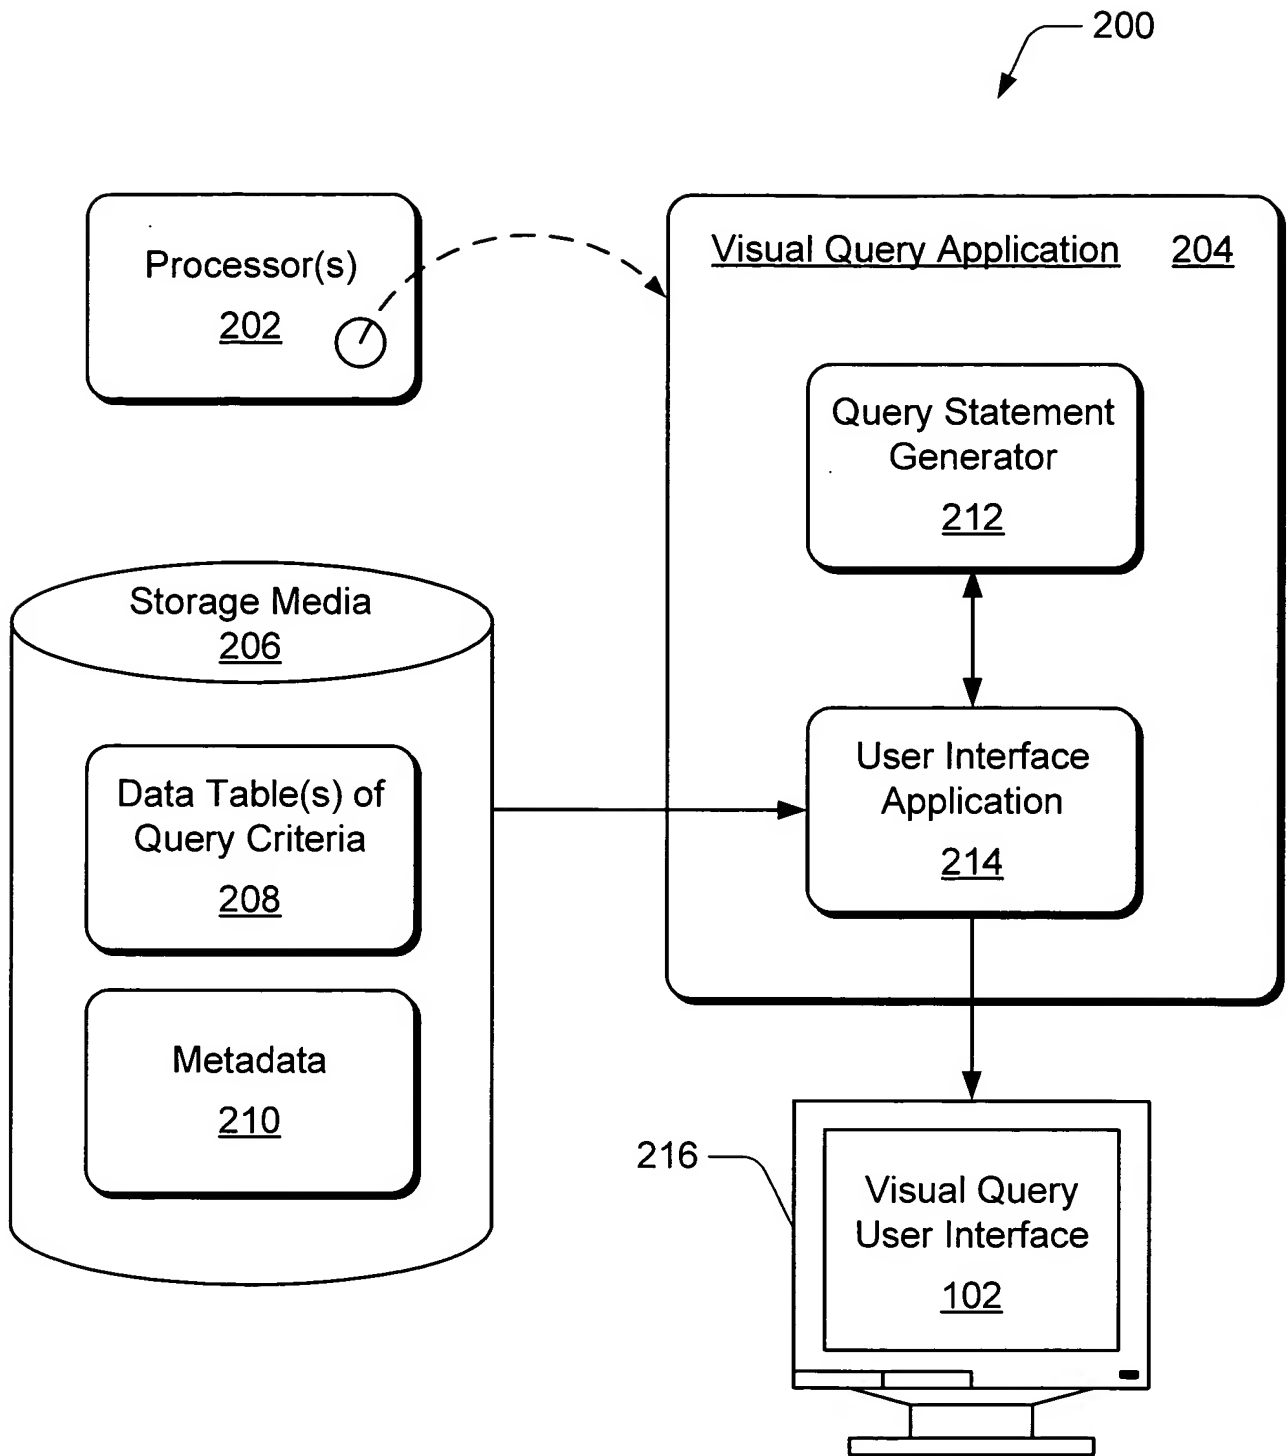 200
Processor(s)
202
Visual Query Application 204
Query Statement
Generator
212
Storage Media
206
Data Table(s) of
Query Criteria
208
User Interface
Application
214
Metadata
210
216
Visual Query
User Interface
102